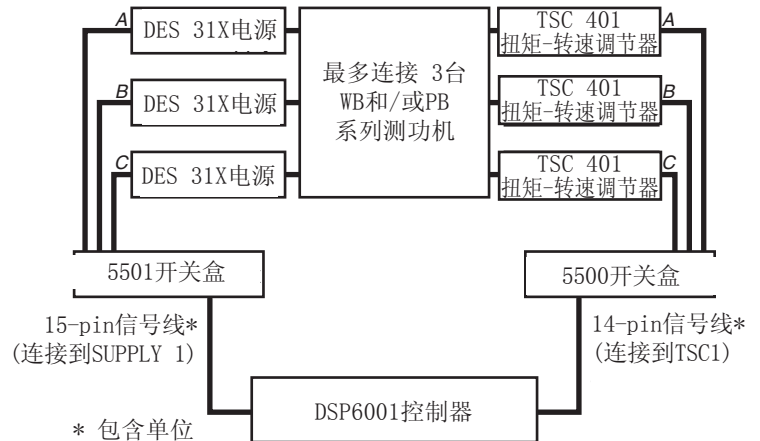 A
DES 31X电源
最多连接 3台
WB和/或PB
系列测功机
TSC 401
扭矩-转速调节器
A
B
DES 31X电源
TSC 401
扭矩-转速调节器
B
C
DES 31X电源
TSC 401
扭矩-转速调节器
C
5501开关盒
5500开关盒
15-pin信号线*
(连接到SUPPLY 1)
14-pin信号线*
(连接到TSC1)
DSP6001控制器
* 包含单位